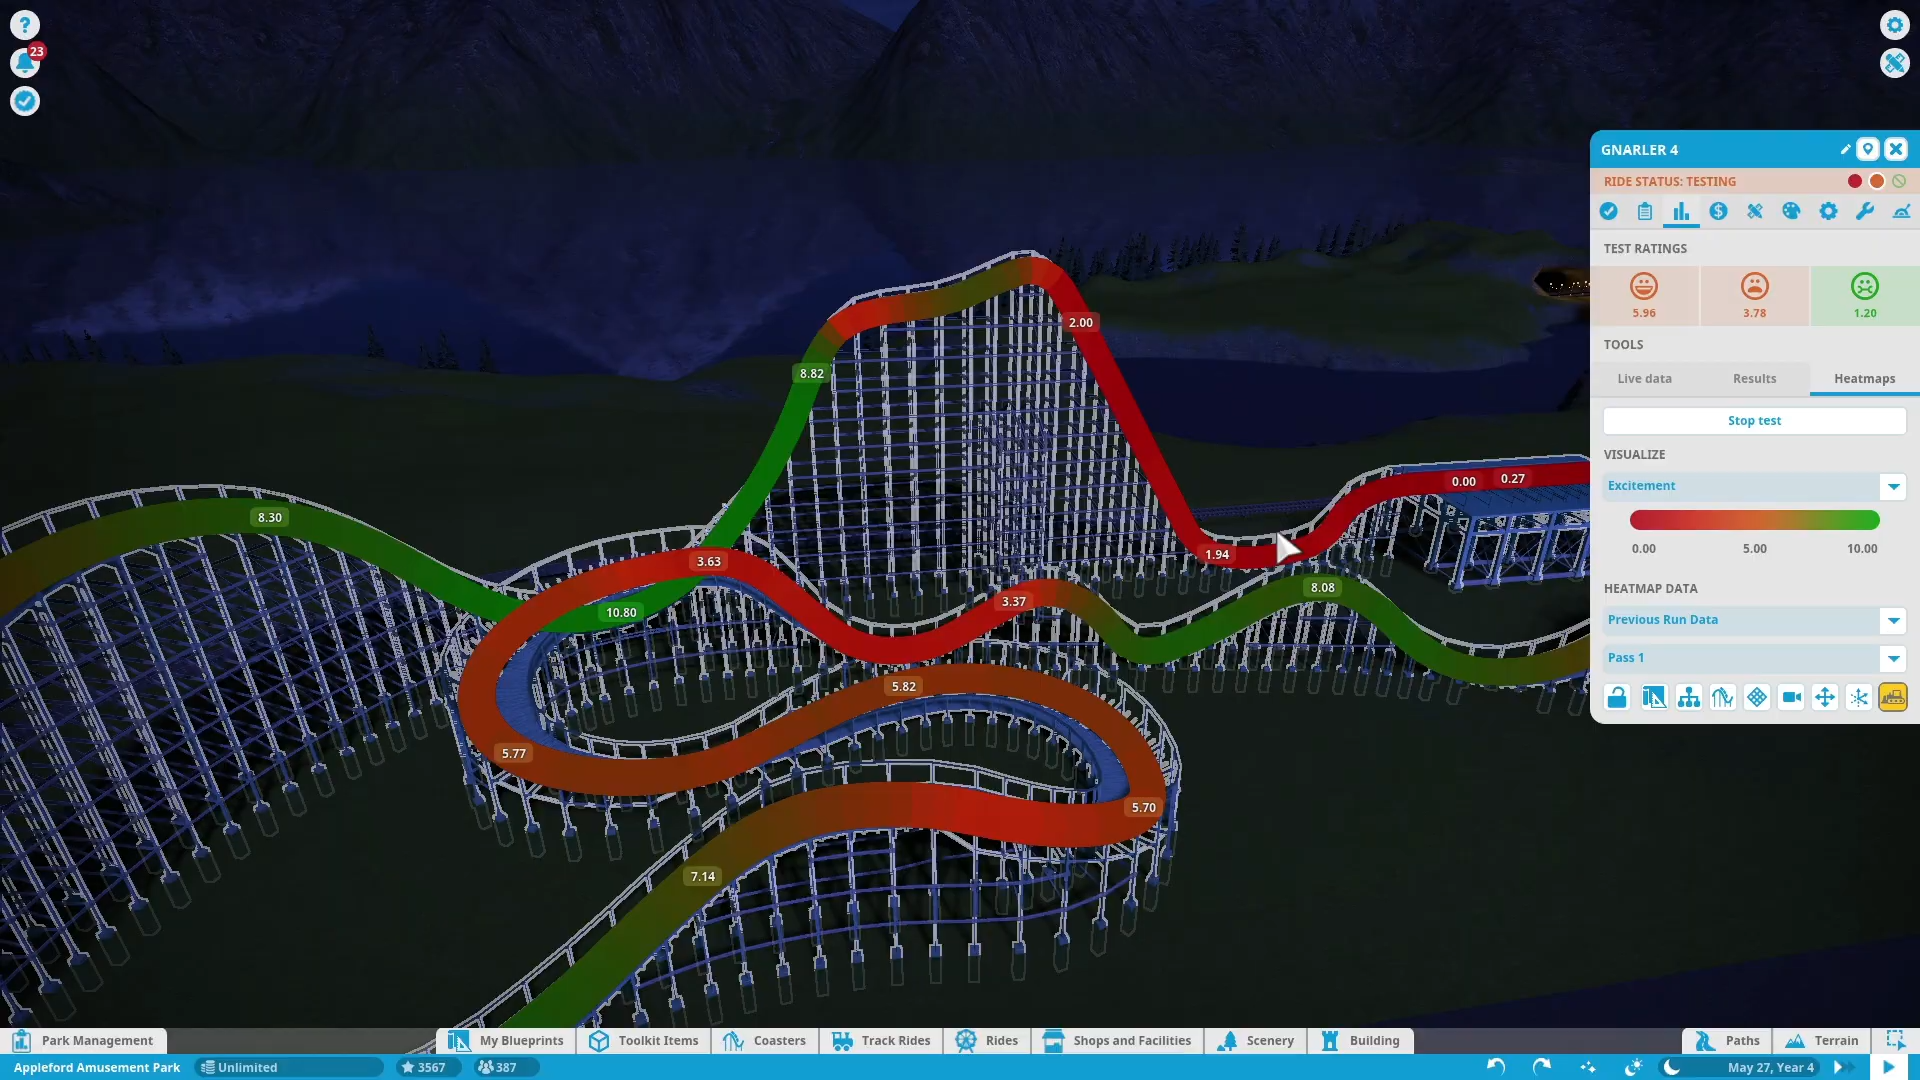 ?
23
GNARLER 4
RIDE STATUS: TESTING
TEST RATINGS
5.96 3.78 1.20
TOOLS
Live data Results Heatmaps
Stop test
VISUALIZE
Excitement
0.00 5.00 10.00
HEATMAP DATA
Previous Run Data
Pass 1
2.00
8.82
0.00 0.27
8.30
1.94
3.63
8.08
3.37
10.80
5.82
5.77
5.70
7.14
Park Management My Blueprints Toolkit Items Coasters Track Rides Rides Shops and Facilities Scenery Building Paths Terrain
Appleford Amusement Park Unlimited 3567 387 May 27, Year 4